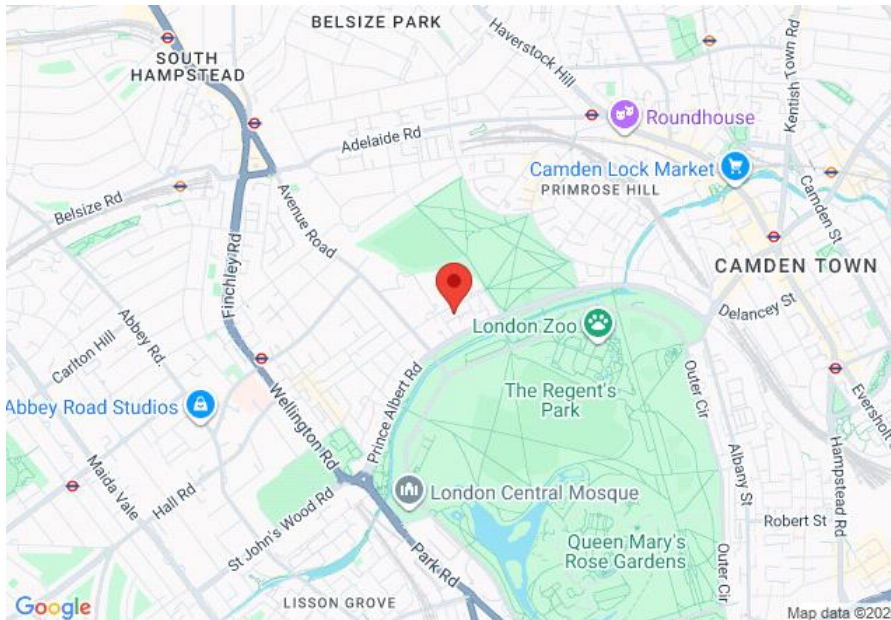 BELSIZE PARK
Haverstock Hill
Kentish Town Rd
SOUTH
HAMPSTEAD
Roundhouse
Adelaide Rd
Camden Lock Market
PRIMROSE HILL
Camden St
Belsize Rd
Avenue Road
Finchley Rd
CAMDEN TOWN
Delancey St
London Zoo
Abbey Rd.
Carlton Hill
Prince Albert Rd
The Regent's
Park
Outer Cir
Eversholt
Abbey Road Studios
Wellington Rd
Albany St
Hampstead Rd
Maida Vale
Hall Rd
London Central Mosque
St John's Wood Rd
Robert St
Queen Mary's
Rose Gardens
Park Rd
Outer Cir
LISSON GROVE
Google
Map data ©202